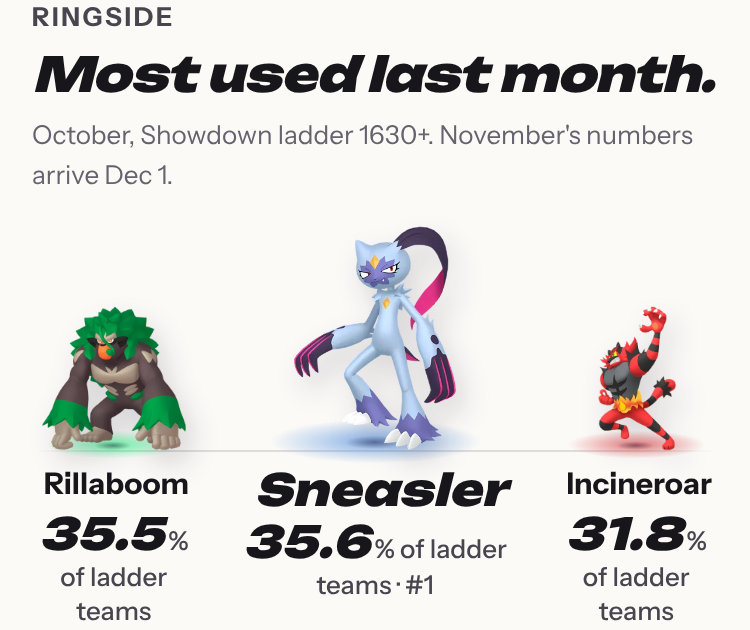 RINGSIDE
Most used last month.
October, Showdown ladder 1630+. November's numbers
arrive Dec 1.
Rillaboom
35.5%
of ladder
teams
Sneasler
35.6% of ladder
teams · #1
Incineroar
31.8%
of ladder
teams